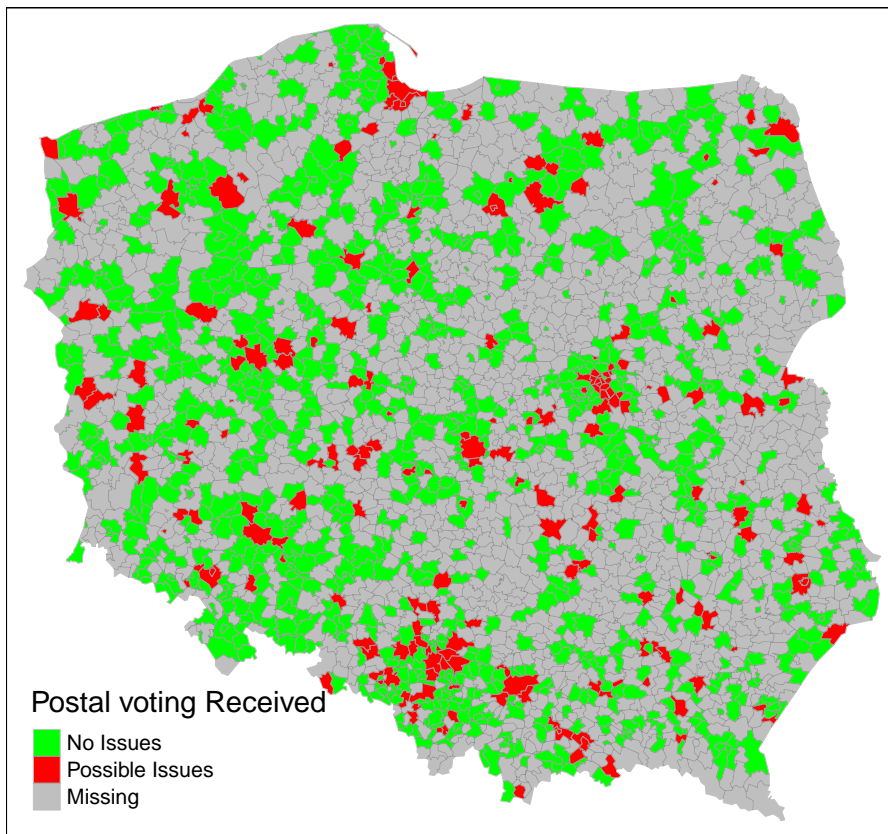 Postal voting Received
No Issues
Possible Issues
Missing